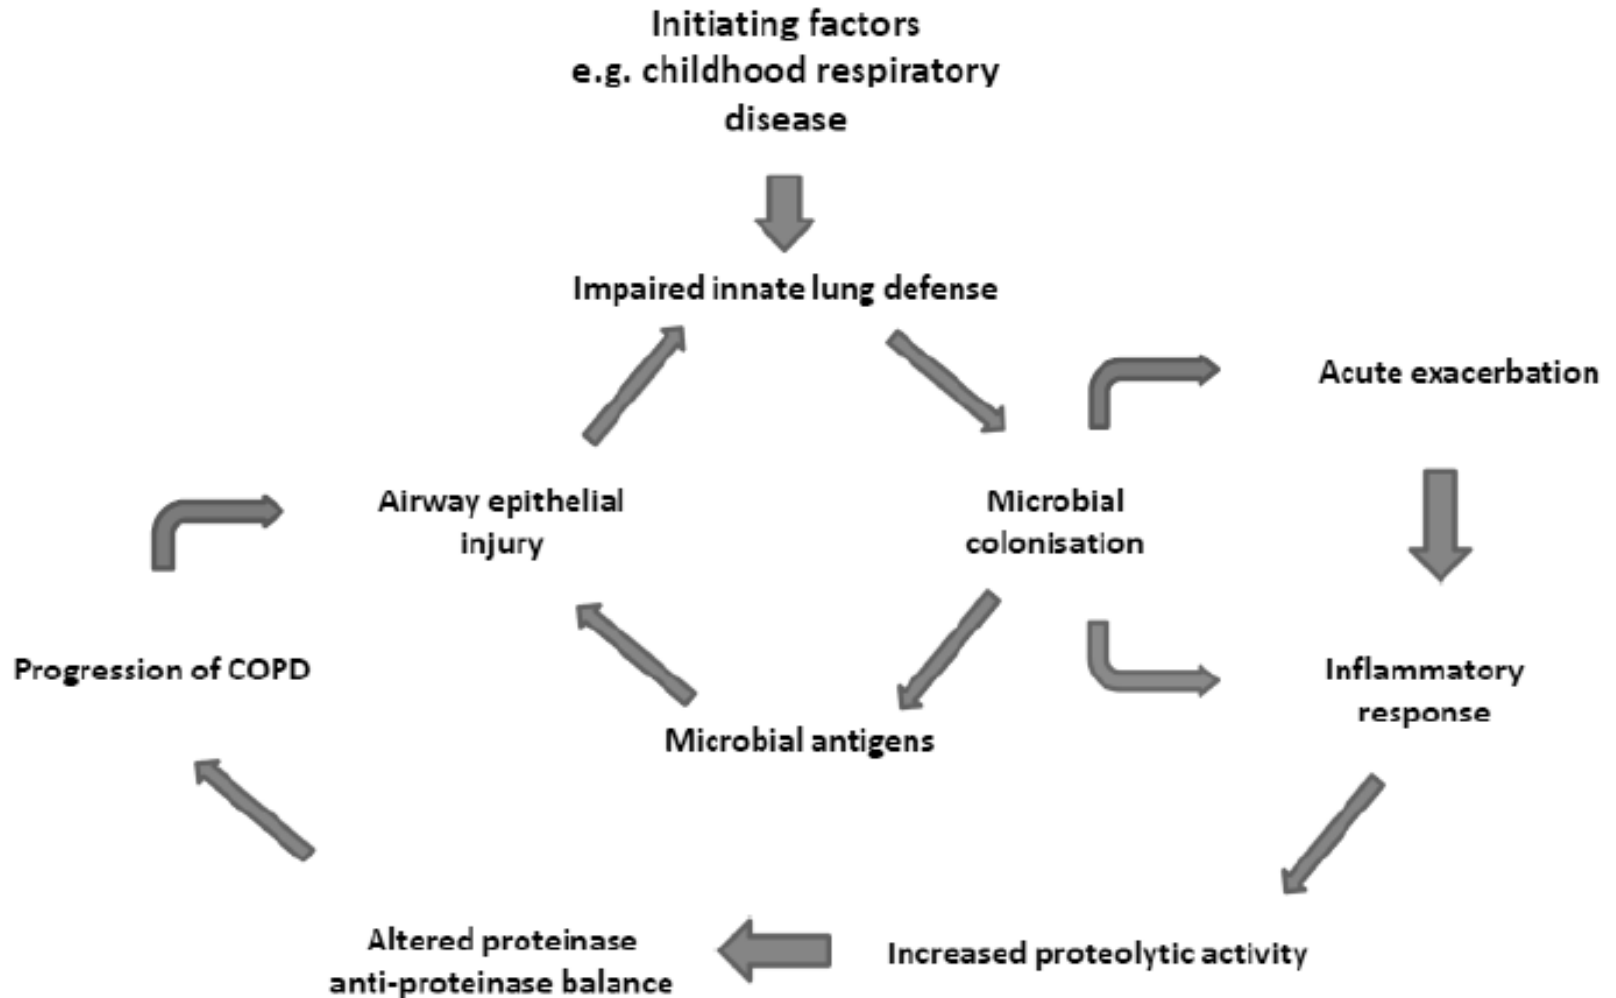 Initiating factors
e.g. childhood respiratory
disease
Impaired innate lung defense
Acute exacerbation
Airway epithelial
injury
Microbial
colonisation
Progression of COPD
Inflammatory
response
Microbial antigens
Altered proteinase
anti-proteinase balance
Increased proteolytic activity